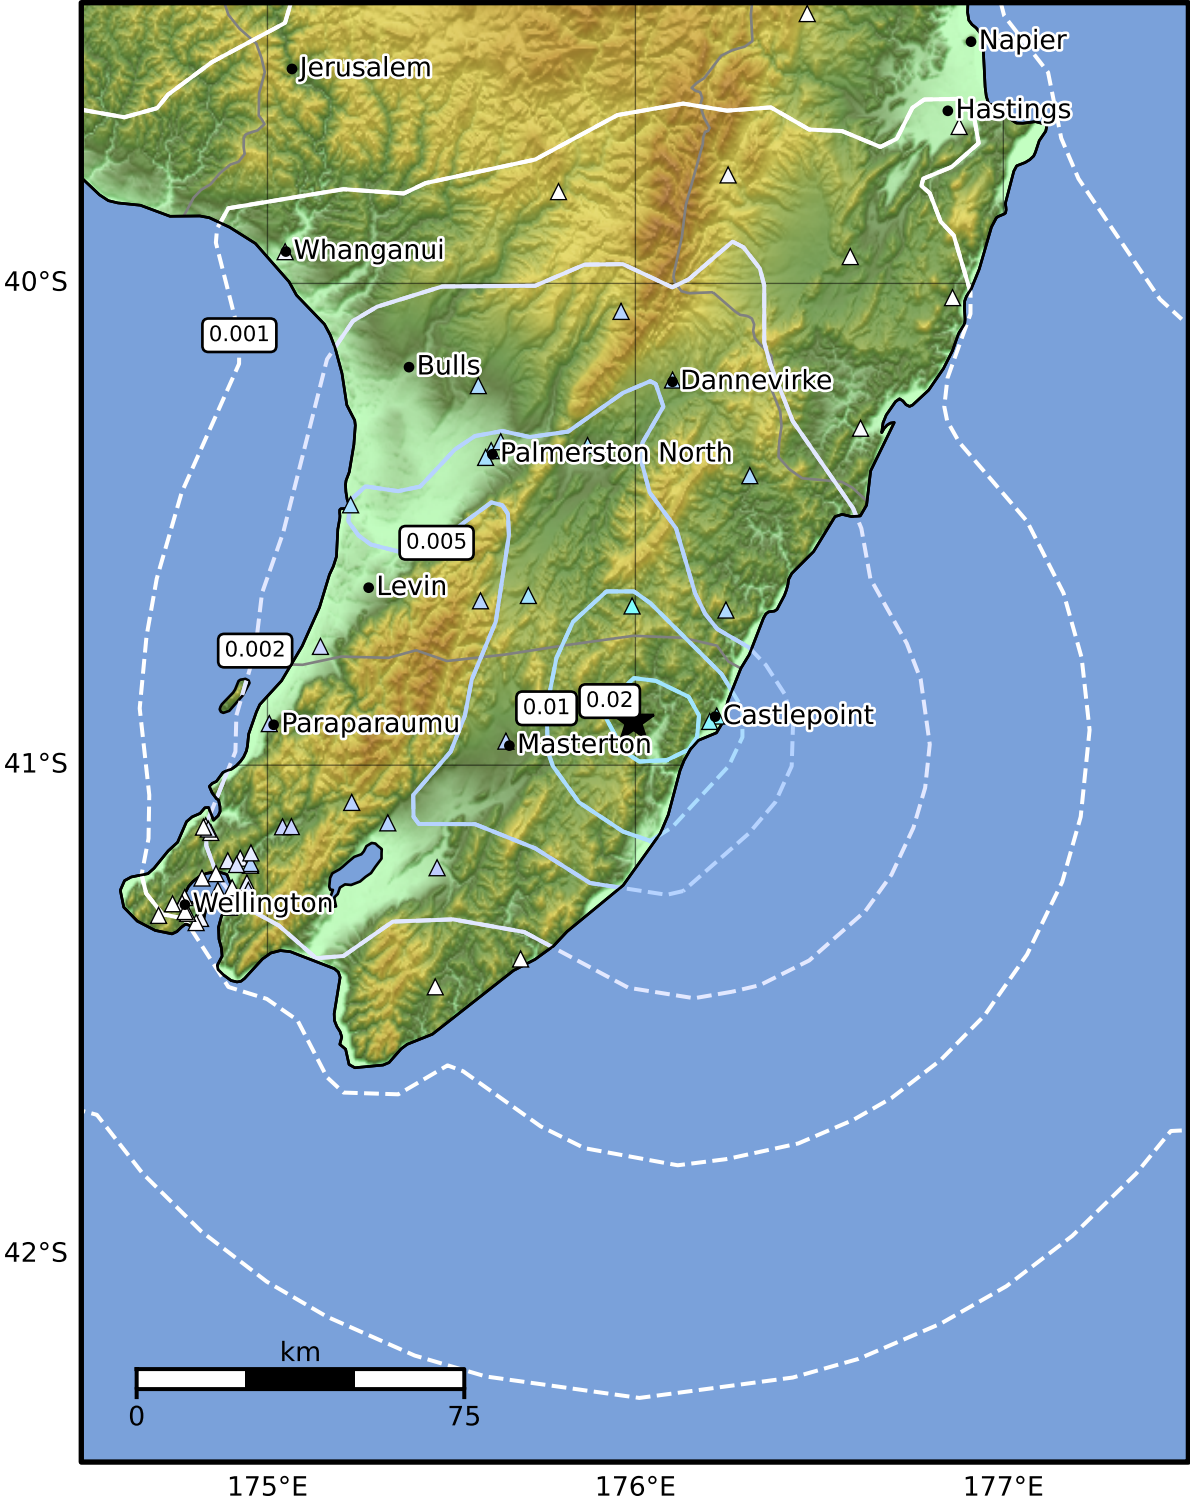 Napier
Jerusalem
Hastings
Whanganui
40°S
0.001
Bulls
Dannevirke
Palmerston North
0.005
Levin
0.002
0.01
0.02
Castlepoint
Paraparaumu
Masterton
41°S
Wellington
42°S
km
0
75
175°E
176°E
177°E